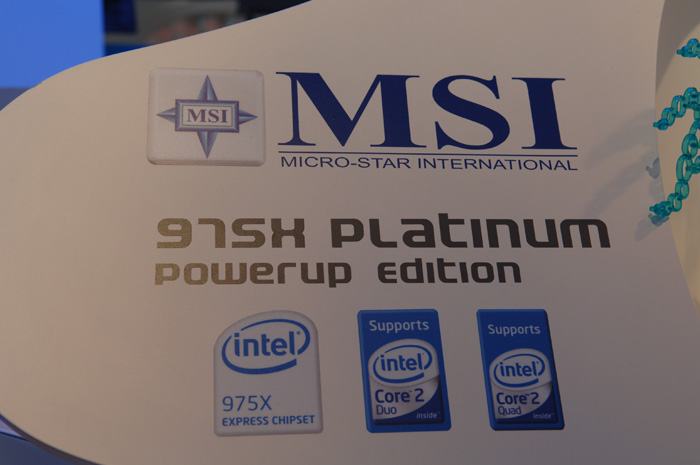 MSI
MSI
MICRO-STAR INTERNATIONAL
975X Platinum
PowerUp Edition
intel
975X
EXPRESS CHIPSET
Supports
intel
Core 2
Duo
inside
Supports
intel
Core 2
Quad
inside